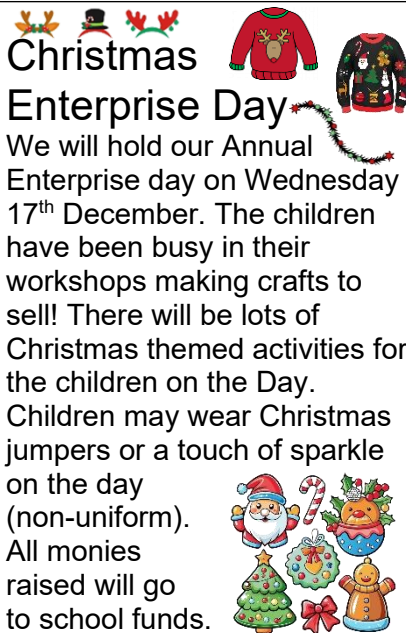 Christmas
Enterprise Day
We will hold our Annual
Enterprise day on Wednesday
17th December. The children
have been busy in their
workshops making crafts to
sell! There will be lots of
Christmas themed activities for
the children on the Day.
Children may wear Christmas
jumpers or a touch of sparkle
on the day
(non-uniform).
All monies
raised will go
to school funds.